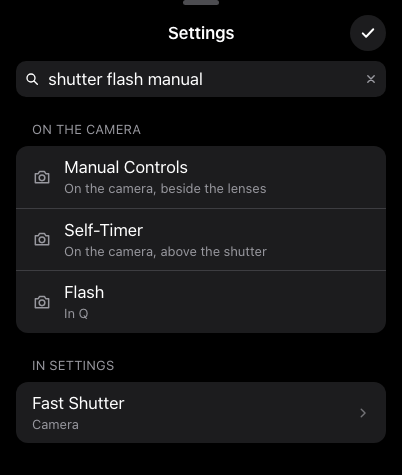 Settings
shutter flash manual
ON THE CAMERA
Manual Controls
On the camera, beside the lenses
Self-Timer
On the camera, above the shutter
Flash
In Q
IN SETTINGS
Fast Shutter
Camera